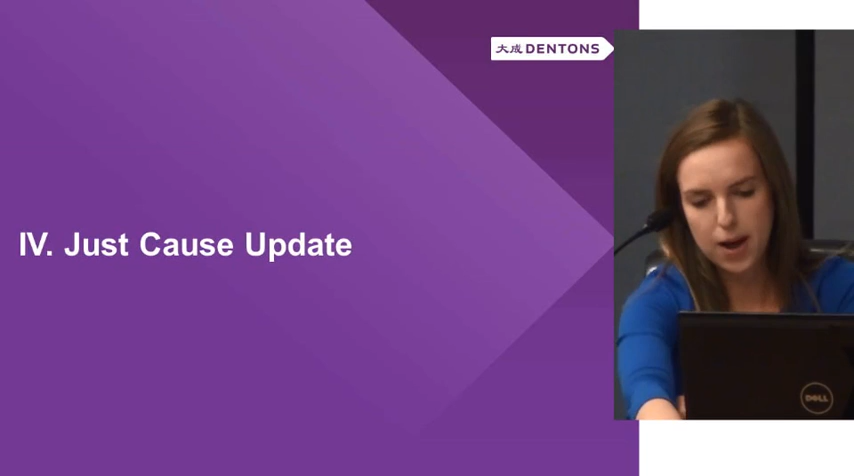 大成 DENTONS
IV. Just Cause Update
DELL